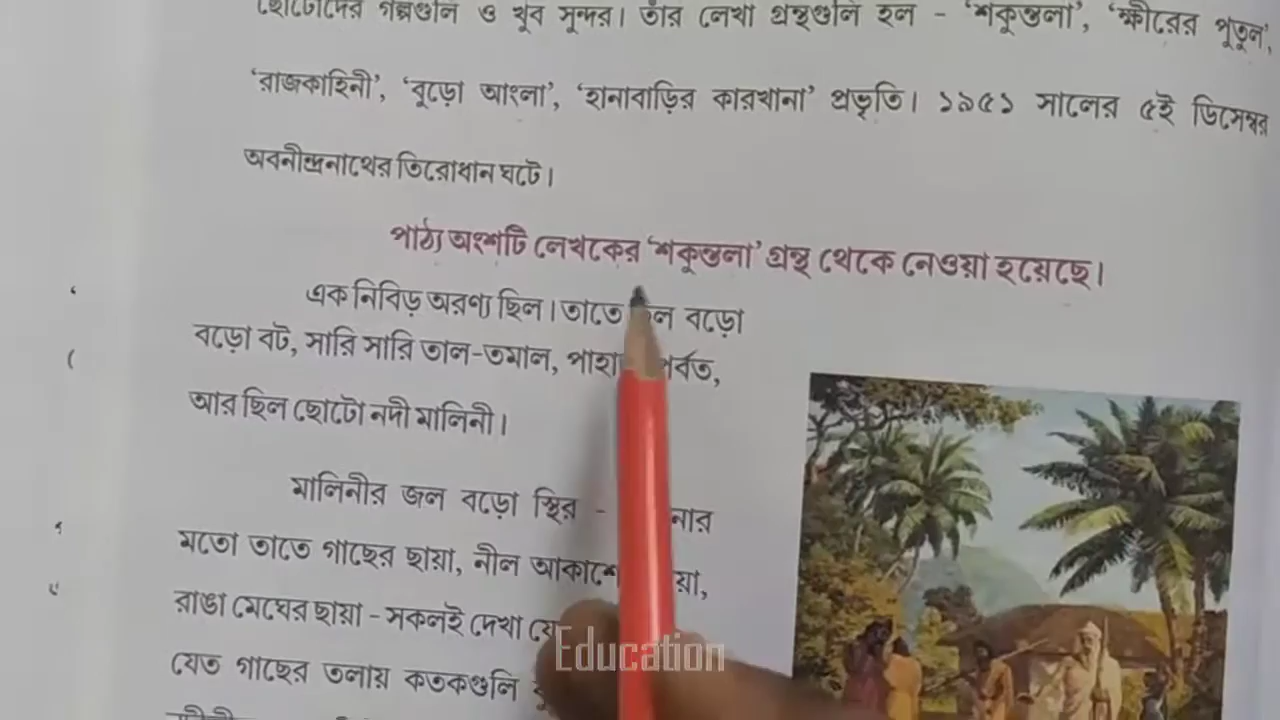 ছোটোদের গল্পগুলি ও খুব সুন্দর। তাঁর লেখা গ্রন্থগুলি হল - ‘শকুন্তলা’, ‘ক্ষীরের পুতুল’,
‘রাজকাহিনী’, ‘বুড়ো আংলা’, ‘হানাবাড়ির কারখানা’ প্রভৃতি। ১৯৫১ সালের ৫ই ডিসেম্বর
অবনীন্দ্রনাথের তিরোধান ঘটে।
পাঠ্য অংশটি লেখকের ‘শকুন্তলা’ গ্রন্থ থেকে নেওয়া হয়েছে।
এক নিবিড় অরণ্য ছিল। তাতে বড়ো
বড়ো বট, সারি সারি তাল-তমাল,
আর ছিল ছোটো নদী মালিনী।
মালিনীর জল বড়ো স্থির -
মতো তাতে গাছের ছায়া, নীল
রাঙা মেঘের ছায়া - সকলই দেখা
যেত গাছের তলায় কতকগুলি
Education